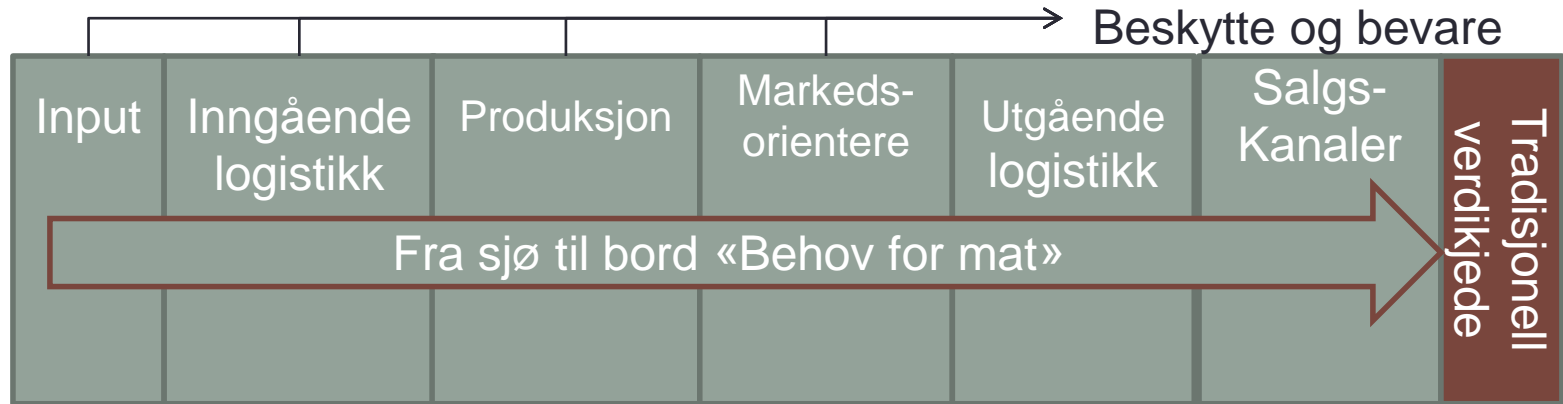 Beskytte og bevare
Input
Inngående
logistikk
Produksjon
Markeds-
orientere
Utgående
logistikk
Salgs-
Kanaler
Tradisjonell
verdikjede
Fra sjø til bord «Behov for mat»